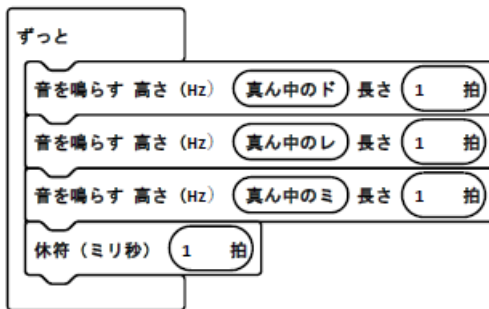 ずっと
音を鳴らす 高さ (Hz) 真ん中のド 長さ 1 拍
音を鳴らす 高さ (Hz) 真ん中のレ 長さ 1 拍
音を鳴らす 高さ (Hz) 真ん中のミ 長さ 1 拍
休符 (ミリ秒) 1 拍